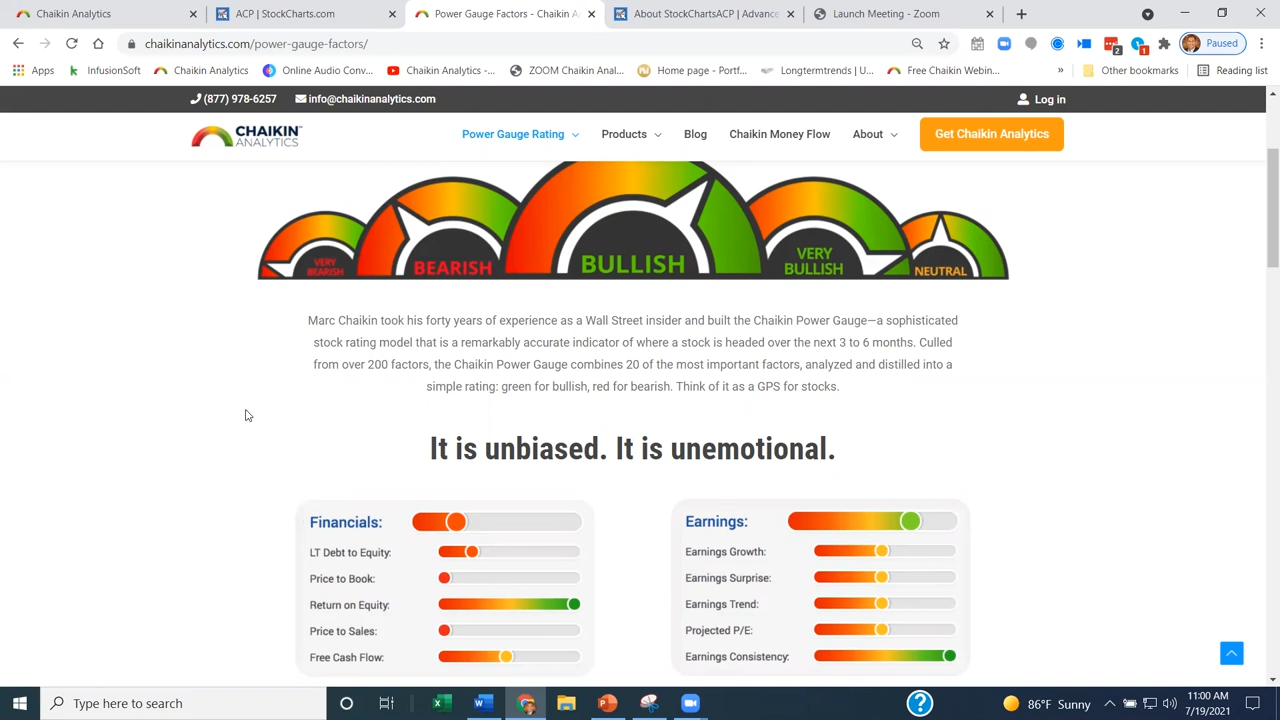 Chaikin Analytics
ACP | StockCharts.com
Power Gauge Factors - Chaikin A
About StockChartsACP | Advance
Launch Meeting - Zoom
chaikinanalytics.com/power-gauge-factors/
Paused
2
1
Apps
InfusionSoft
Chaikin Analytics
Online Audio Conv...
Chaikin Analytics -...
ZOOM Chaikin Anal...
Home page - Portf...
Longtermtrends | U...
Free Chaikin Webin...
»
Other bookmarks
Reading list
(877) 978-6257
info@chaikinanalytics.com
Log in
CHAIKIN™
ANALYTICS
Power Gauge Rating
Products
Blog
Chaikin Money Flow
About
Get Chaikin Analytics
VERY
BEARISH
BEARISH
BULLISH
VERY
BULLISH
NEUTRAL
Marc Chaikin took his forty years of experience as a Wall Street insider and built the Chaikin Power Gauge—a sophisticated
stock rating model that is a remarkably accurate indicator of where a stock is headed over the next 3 to 6 months. Culled
from over 200 factors, the Chaikin Power Gauge combines 20 of the most important factors, analyzed and distilled into a
simple rating: green for bullish, red for bearish. Think of it as a GPS for stocks.
It is unbiased. It is unemotional.
Financials:
LT Debt to Equity:
Price to Book:
Return on Equity:
Price to Sales:
Free Cash Flow:
Earnings:
Earnings Growth:
Earnings Surprise:
Earnings Trend:
Projected P/E:
Earnings Consistency:
Type here to search
86°F Sunny
11:00 AM
7/19/2021